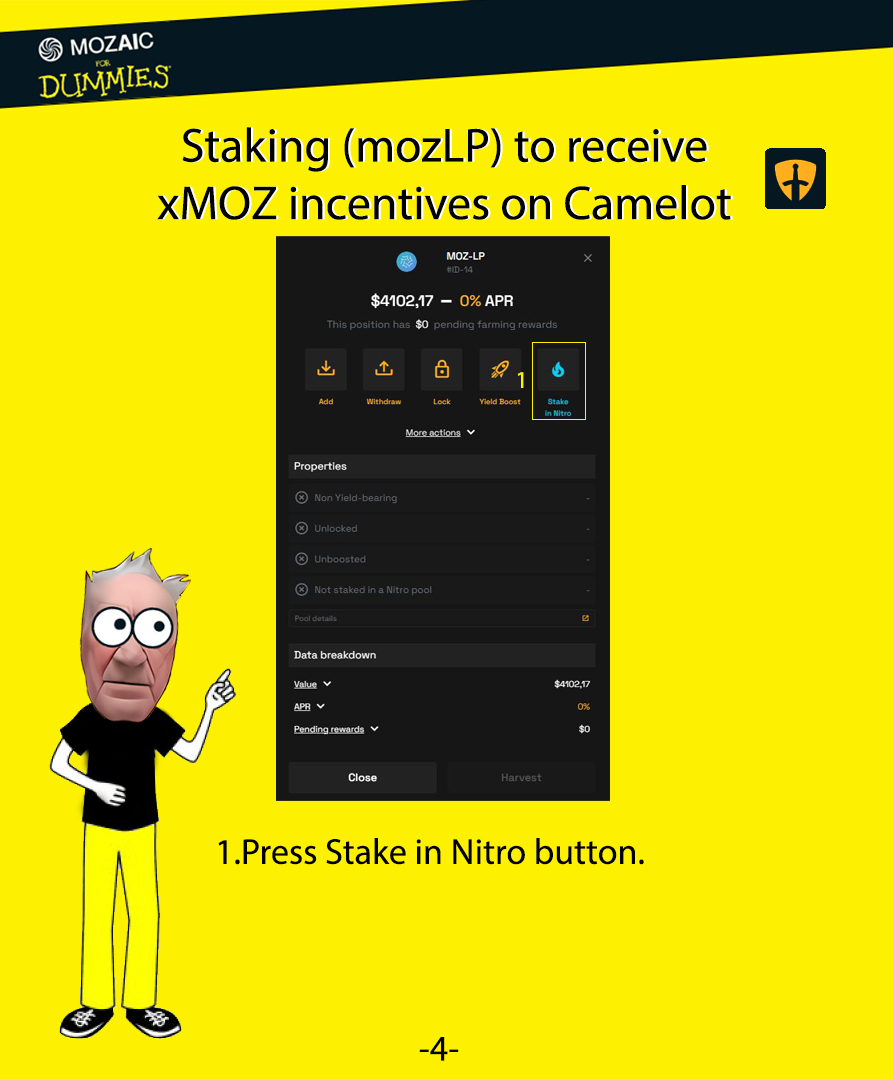 MOZAIC
FOR
DUMMIES
Staking (mozLP) to receive
xMOZ incentives on Camelot
MOZ-LP
#ID-14
$4102,17 – 0% APR
This position has $0 pending farming rewards
1
Add Withdraw Lock Yield Boost Stake
in Nitro
More actions
Properties
Non Yield-bearing -
Unlocked -
Unboosted -
Not staked in a Nitro pool -
Pool details
Data breakdown
Value $4102,17
APR 0%
Pending rewards $0
Close Harvest
1.Press Stake in Nitro button.
-4-